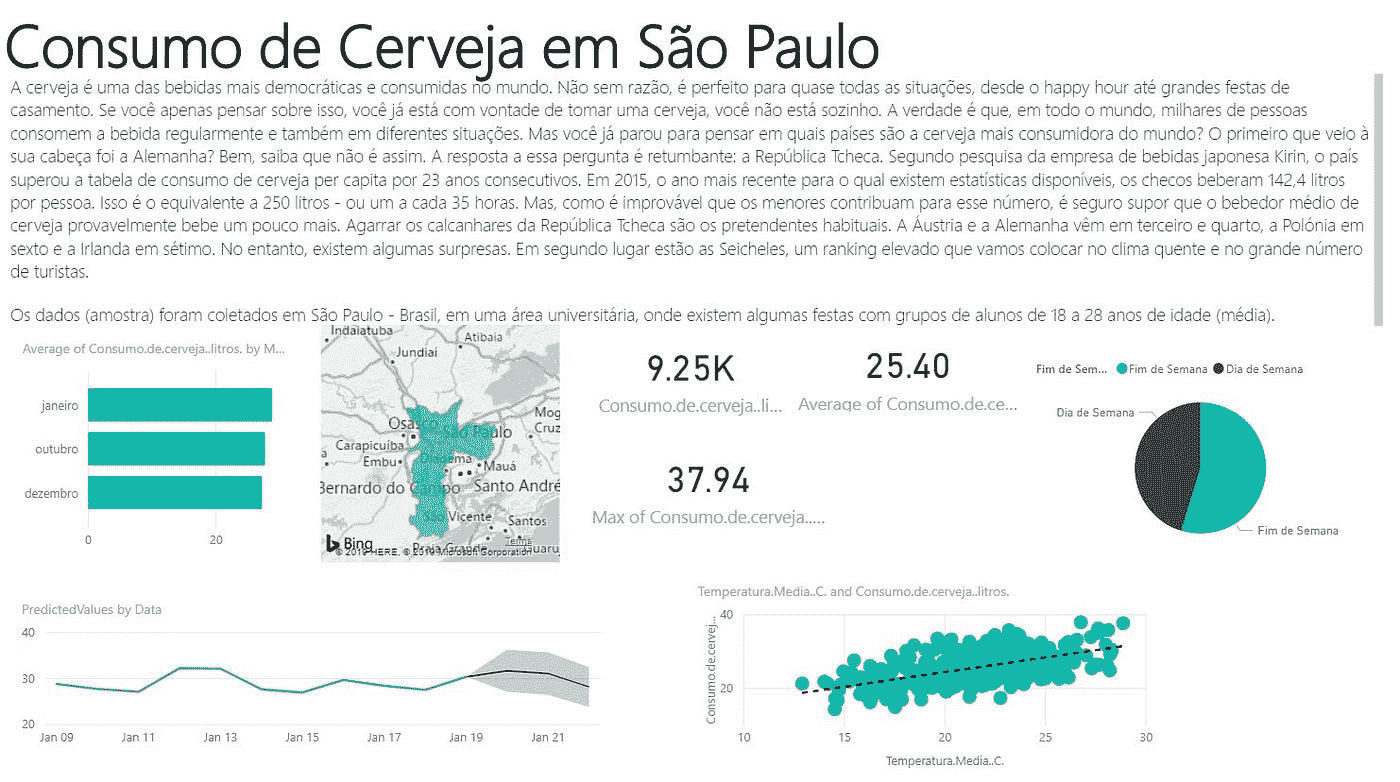 Consumo de Cerveja em São Paulo
A cerveja é uma das bebidas mais democráticas e consumidas no mundo. Não sem razão, é perfeito para quase todas as situações, desde o happy hour até grandes festas de
casamento. Se você apenas pensar sobre isso, você já está com vontade de tomar uma cerveja, você não está sozinho. A verdade é que, em todo o mundo, milhares de pessoas
consomem a bebida regularmente e também em diferentes situações. Mas você já parou para pensar em quais países são a cerveja mais consumidora do mundo? O primeiro que veio à
sua cabeça foi a Alemanha? Bem, saiba que não é assim. A resposta a essa pergunta é retumbante: a República Tcheca. Segundo pesquisa da empresa de bebidas japonesa Kirin, o país
superou a tabela de consumo de cerveja per capita por 23 anos consecutivos. Em 2015, o ano mais recente para o qual existem estatísticas disponíveis, os checos beberam 142,4 litros
por pessoa. Isso é o equivalente a 250 litros - ou um a cada 35 horas. Mas, como é improvável que os menores contribuam para esse número, é seguro supor que o bebedor médio de
cerveja provavelmente bebe um pouco mais. Agarrar os calcanhares da República Tcheca são os pretendentes habituais. A Áustria e a Alemanha vêm em terceiro e quarto, a Polónia em
sexto e a Irlanda em sétimo. No entanto, existem algumas surpresas. Em segundo lugar estão as Seicheles, um ranking elevado que vamos colocar no clima quente e no grande número
de turistas.
Os dados (amostra) foram coletados em São Paulo - Brasil, em uma área universitária, onde existem algumas festas com grupos de alunos de 18 a 28 anos de idade (média).
Average of Consumo.de.cerveja..litros. by M...
janeiro
outubro
dezembro
0 20
Indaiatuba
Atibaia
Jundiaí
Mog
Osasco São Paulo Cruz
Carapicuíba
Embu Diadema Mauá
Bernardo do Campo Santo André
São Vicente Santos
Praia Grande
Bing
Terms
© 2019 HERE, © 2019 Microsoft Corporation
9.25K
Consumo.de.cerveja..li...
25.40
Average of Consumo.de.ce...
37.94
Max of Consumo.de.cerveja.....
Fim de Sem... Fim de Semana Dia de Semana
Dia de Semana
Fim de Semana
PredictedValues by Data
40
30
20
Jan 09 Jan 11 Jan 13 Jan 15 Jan 17 Jan 19 Jan 21
Temperatura.Media..C. and Consumo.de.cerveja..litros.
Consumo.de.cervej...
40
20
10 15 20 25 30
Temperatura.Media..C.